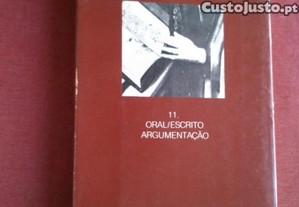 CustoJusto.pt
11.
ORAL/ESCRITO
ARGUMENTAÇÃO